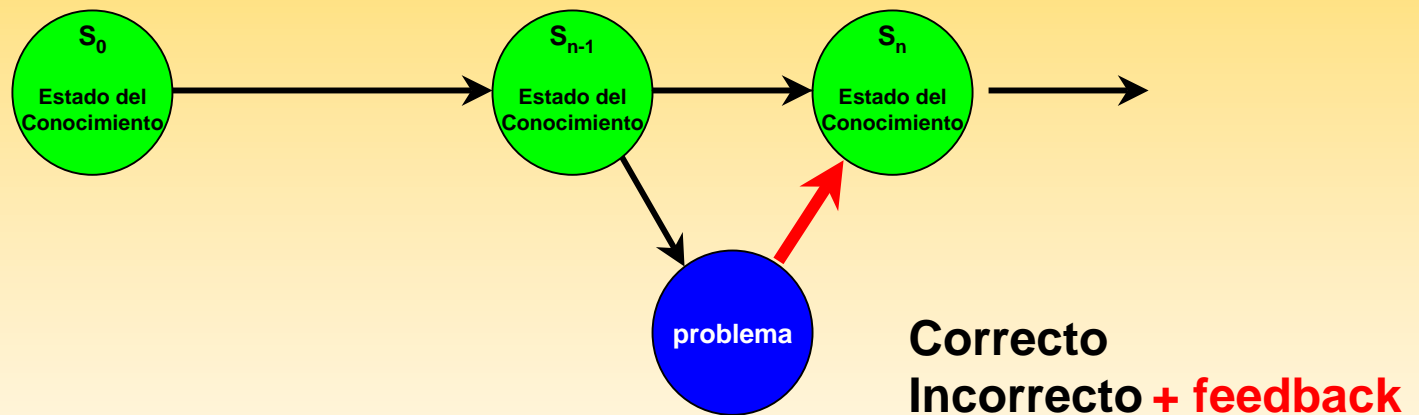 S0
Estado del
Conocimiento
Sn-1
Estado del
Conocimiento
Sn
Estado del
Conocimiento
problema
Correcto
Incorrecto + feedback